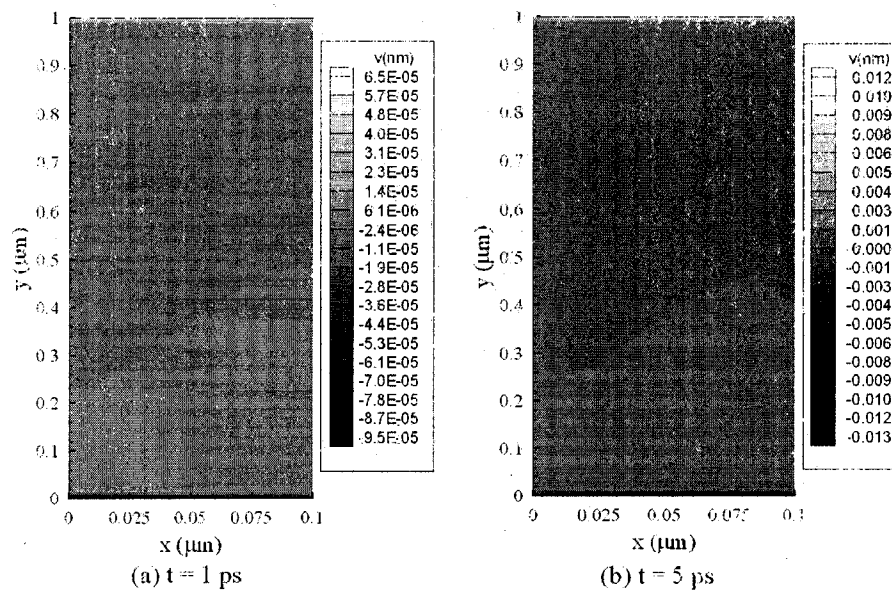 1
0.9
0.8
0.7
0.6
0.5
0.4
0.3
0.2
0.1
0
y (μm)
0
0.025
0.05
0.075
0.1
x (μm)
(a) t = 1 ps
v(nm)
6.5E-05
5.7E-05
4.8E-05
4.0E-05
3.1E-05
2.3E-05
1.4E-05
6.1E-06
-2.4E-06
-1.1E-05
-1.9E-05
-2.8E-05
-3.6E-05
-4.4E-05
-5.3E-05
-6.1E-05
-7.0E-05
-7.8E-05
-8.7E-05
-9.5E-05
1
0.9
0.8
0.7
0.6
0.5
0.4
0.3
0.2
0.1
0
y (μm)
0
0.025
0.05
0.075
0.1
x (μm)
(b) t = 5 ps
v(nm)
0.012
0.010
0.009
0.008
0.006
0.005
0.004
0.003
0.001
-0.000
-0.001
-0.003
-0.004
-0.005
-0.006
-0.008
-0.009
-0.010
-0.012
-0.013